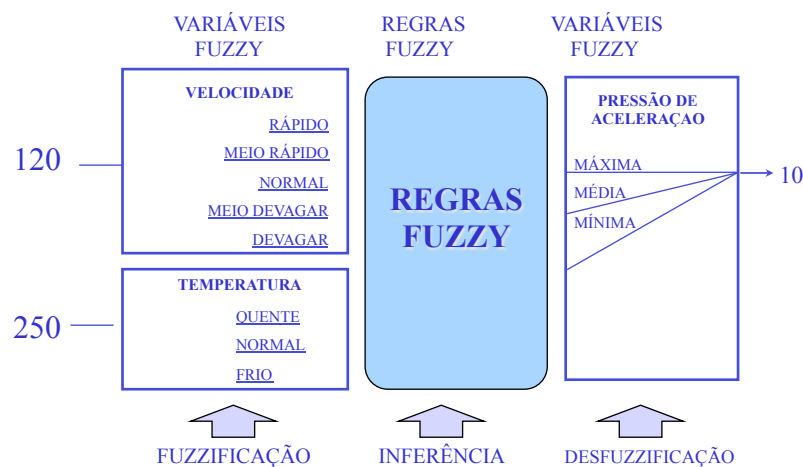 VARIÁVEIS
FUZZY
REGRAS
FUZZY
VARIÁVEIS
FUZZY
VELOCIDADE
RÁPIDO
MEIO RÁPIDO
NORMAL
MEIO DEVAGAR
DEVAGAR
120
TEMPERATURA
QUENTE
NORMAL
FRIO
250
REGRAS
FUZZY
PRESSÃO DE
ACELERAÇAO
MÁXIMA
MÉDIA
MÍNIMA
10
FUZZIFICAÇÃO
INFERÊNCIA
DESFUZZIFICAÇÃO